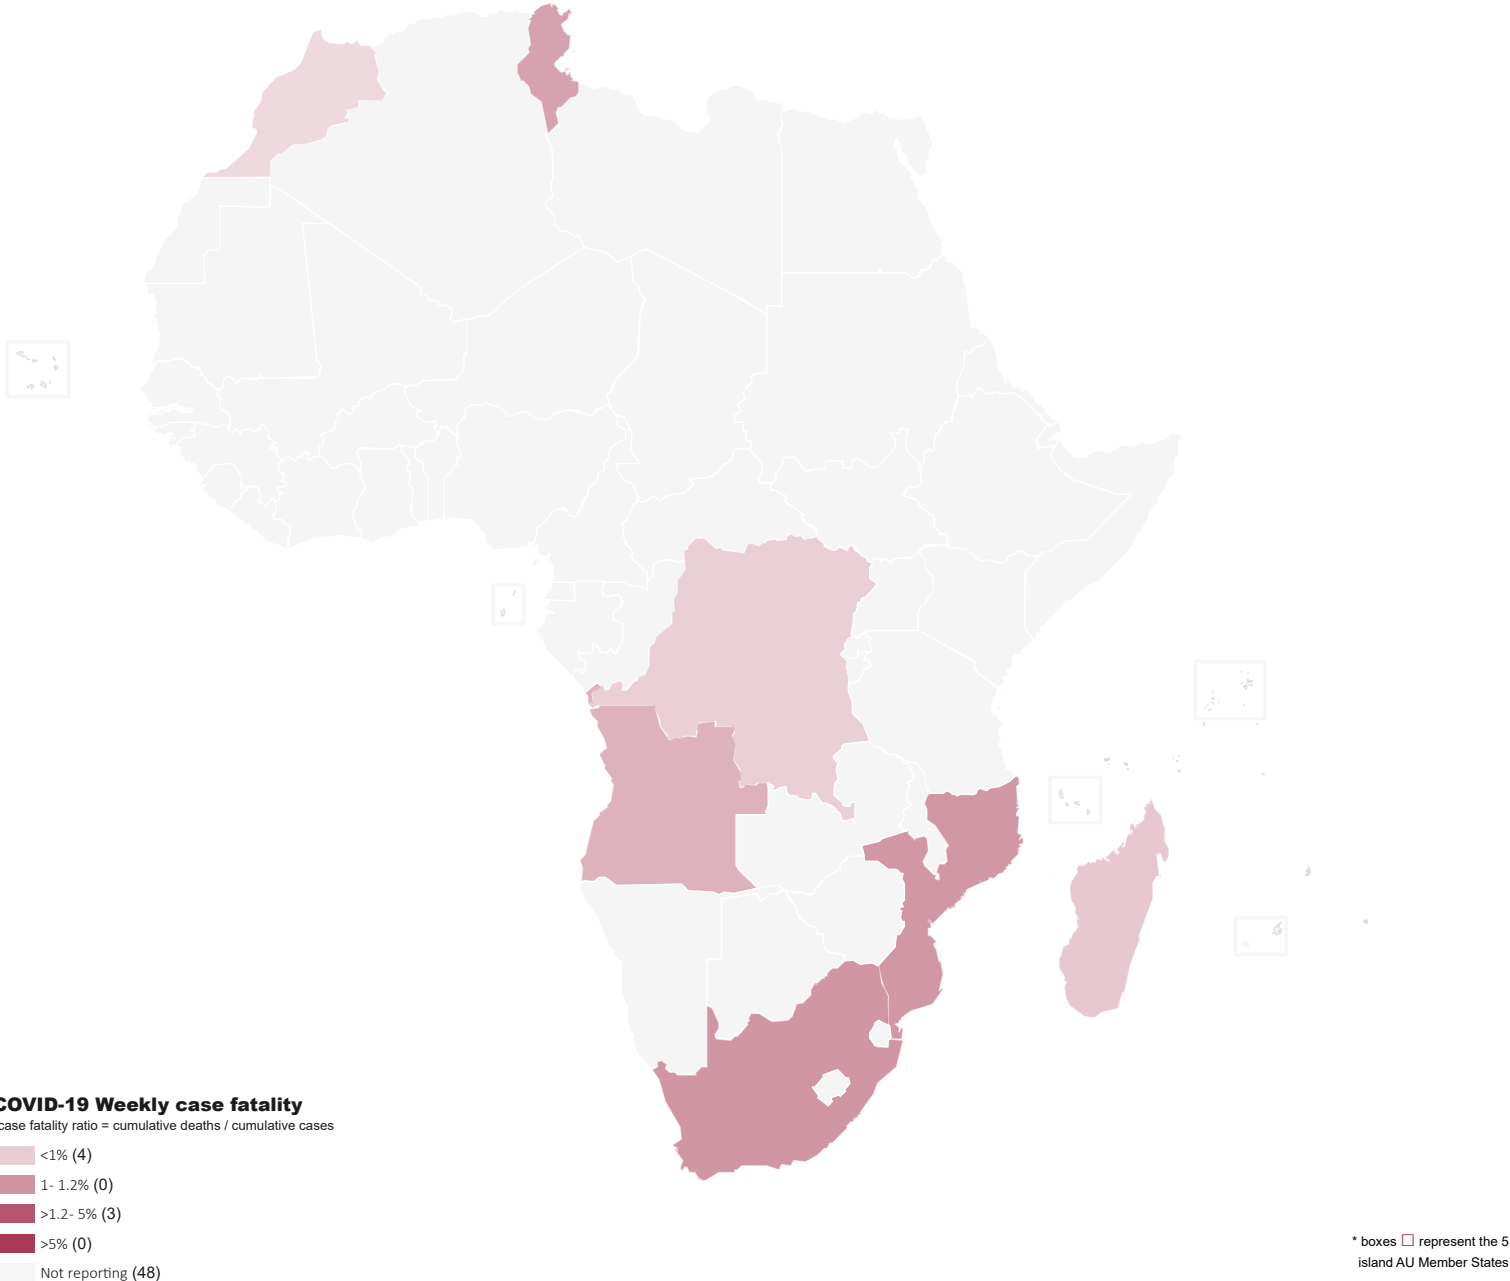 COVID-19 Weekly case fatality
case fatality ratio = cumulative deaths / cumulative cases
<1% (4)
1- 1.2% (0)
>1.2- 5% (3)
>5% (0)
Not reporting (48)
* boxes □ represent the 5
island AU Member States